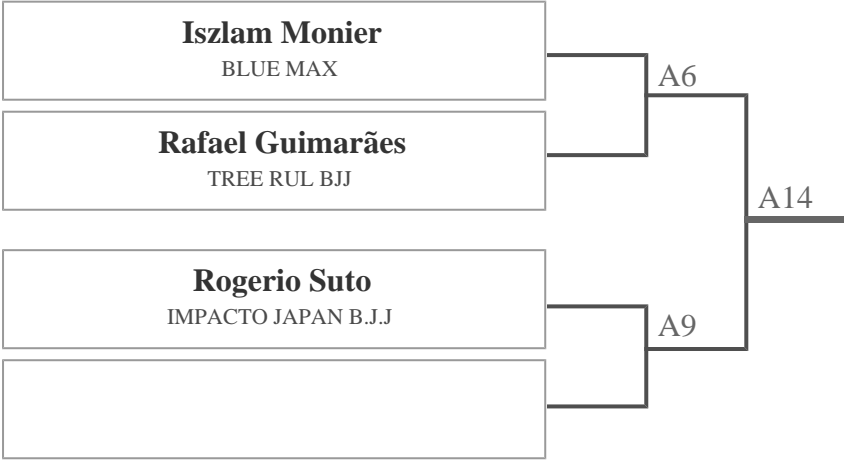 Iszlam Monier
BLUE MAX
A6
Rafael Guimarães
TREE RUL BJJ
A14
Rogerio Suto
IMPACTO JAPAN B.J.J
A9